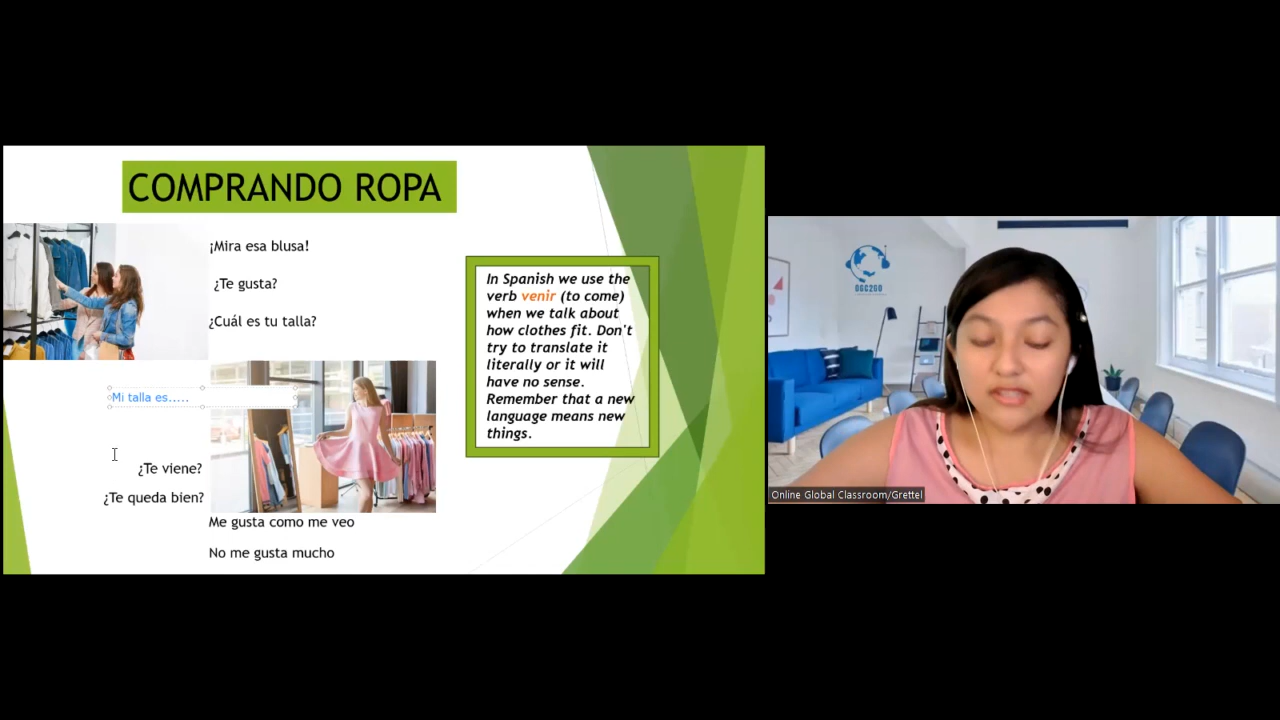 COMPRANDO ROPA
¡Mira esa blusa!
¿Te gusta?
¿Cuál es tu talla?
Mi talla es.....
¿Te viene?
¿Te queda bien?
Me gusta como me veo
No me gusta mucho
In Spanish we use the
verb venir (to come)
when we talk about
how clothes fit. Don't
try to translate it
literally or it will
have no sense.
Remember that a new
language means new
things.
OGC2GO
Online Global Classroom/Grettel